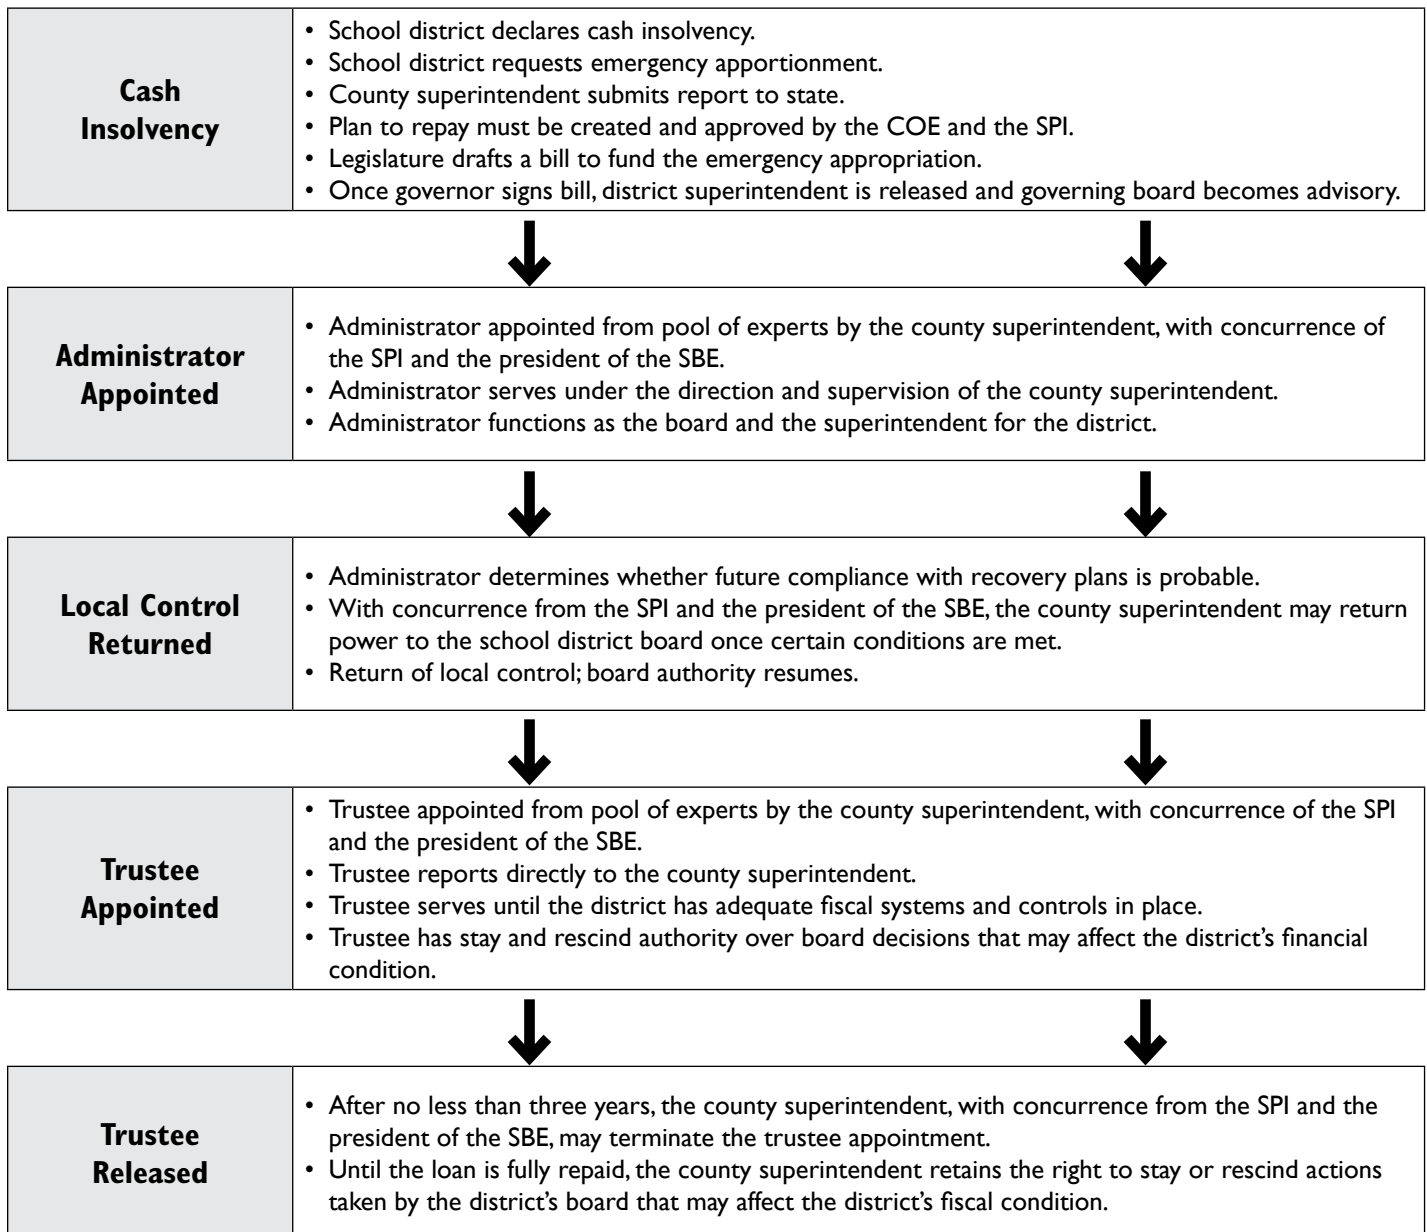 Cash
Insolvency
• School district declares cash insolvency.
• School district requests emergency apportionment.
• County superintendent submits report to state.
• Plan to repay must be created and approved by the COE and the SPI.
• Legislature drafts a bill to fund the emergency appropriation.
• Once governor signs bill, district superintendent is released and governing board becomes advisory.
Administrator
Appointed
• Administrator appointed from pool of experts by the county superintendent, with concurrence of
the SPI and the president of the SBE.
• Administrator serves under the direction and supervision of the county superintendent.
• Administrator functions as the board and the superintendent for the district.
Local Control
Returned
• Administrator determines whether future compliance with recovery plans is probable.
• With concurrence from the SPI and the president of the SBE, the county superintendent may return
power to the school district board once certain conditions are met.
• Return of local control; board authority resumes.
Trustee
Appointed
• Trustee appointed from pool of experts by the county superintendent, with concurrence of the SPI
and the president of the SBE.
• Trustee reports directly to the county superintendent.
• Trustee serves until the district has adequate fiscal systems and controls in place.
• Trustee has stay and rescind authority over board decisions that may affect the district's financial
condition.
Trustee
Released
• After no less than three years, the county superintendent, with concurrence from the SPI and the
president of the SBE, may terminate the trustee appointment.
• Until the loan is fully repaid, the county superintendent retains the right to stay or rescind actions
taken by the district's board that may affect the district's fiscal condition.